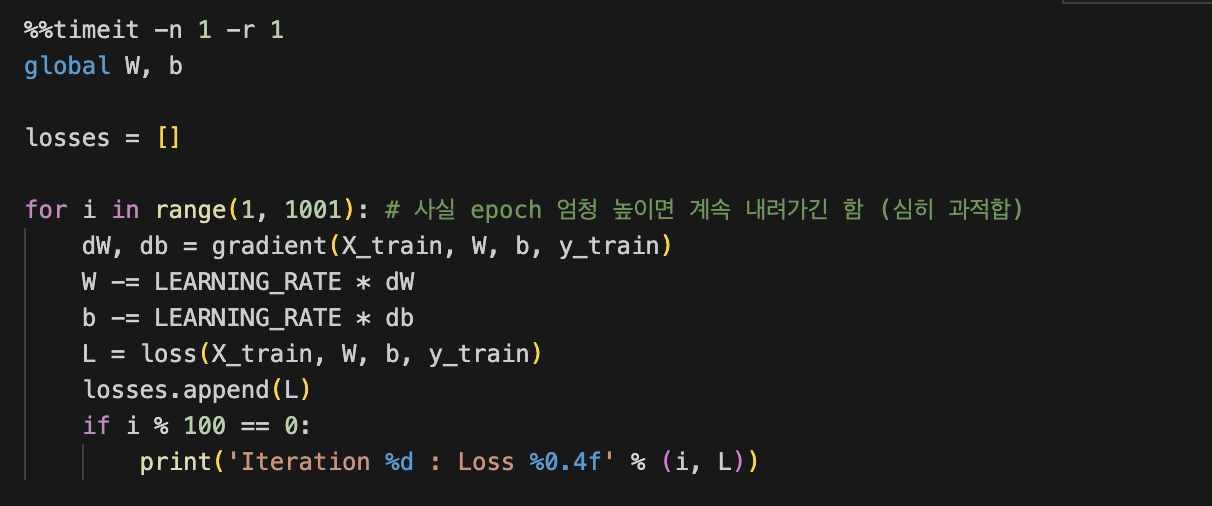 %%timeit -n 1 -r 1
global W, b
losses = []
for i in range(1, 1001): # 사실 epoch 엄청 높이면 계속 내려가긴 함 (심히 과적합)
    dW, db = gradient(X_train, W, b, y_train)
    W -= LEARNING_RATE * dW
    b -= LEARNING_RATE * db
    L = loss(X_train, W, b, y_train)
    losses.append(L)
    if i % 100 == 0:
        print('Iteration %d : Loss %0.4f' % (i, L))